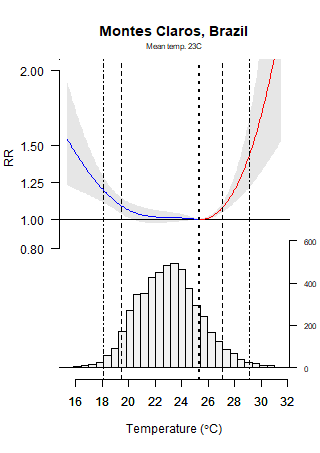 Montes Claros, Brazil
Mean temp. 23C
2.00
1.50
1.25
1.00
0.80
RR
600
400
200
0
16 18 20 22 24 26 28 30 32
Temperature (°C)